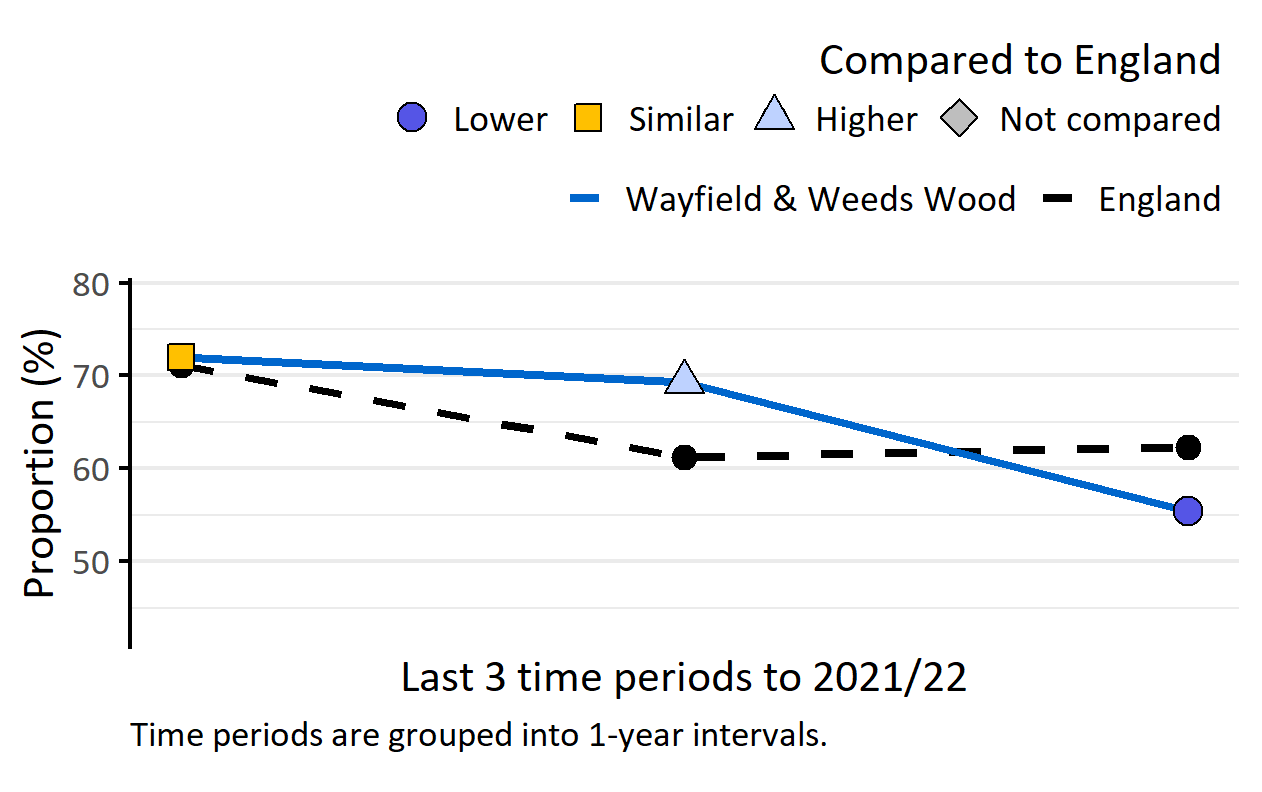 Compared to England
Lower Similar Higher Not compared
Wayfield & Weeds Wood England
80
70
60
50
Proportion (%)
Last 3 time periods to 2021/22
Time periods are grouped into 1-year intervals.